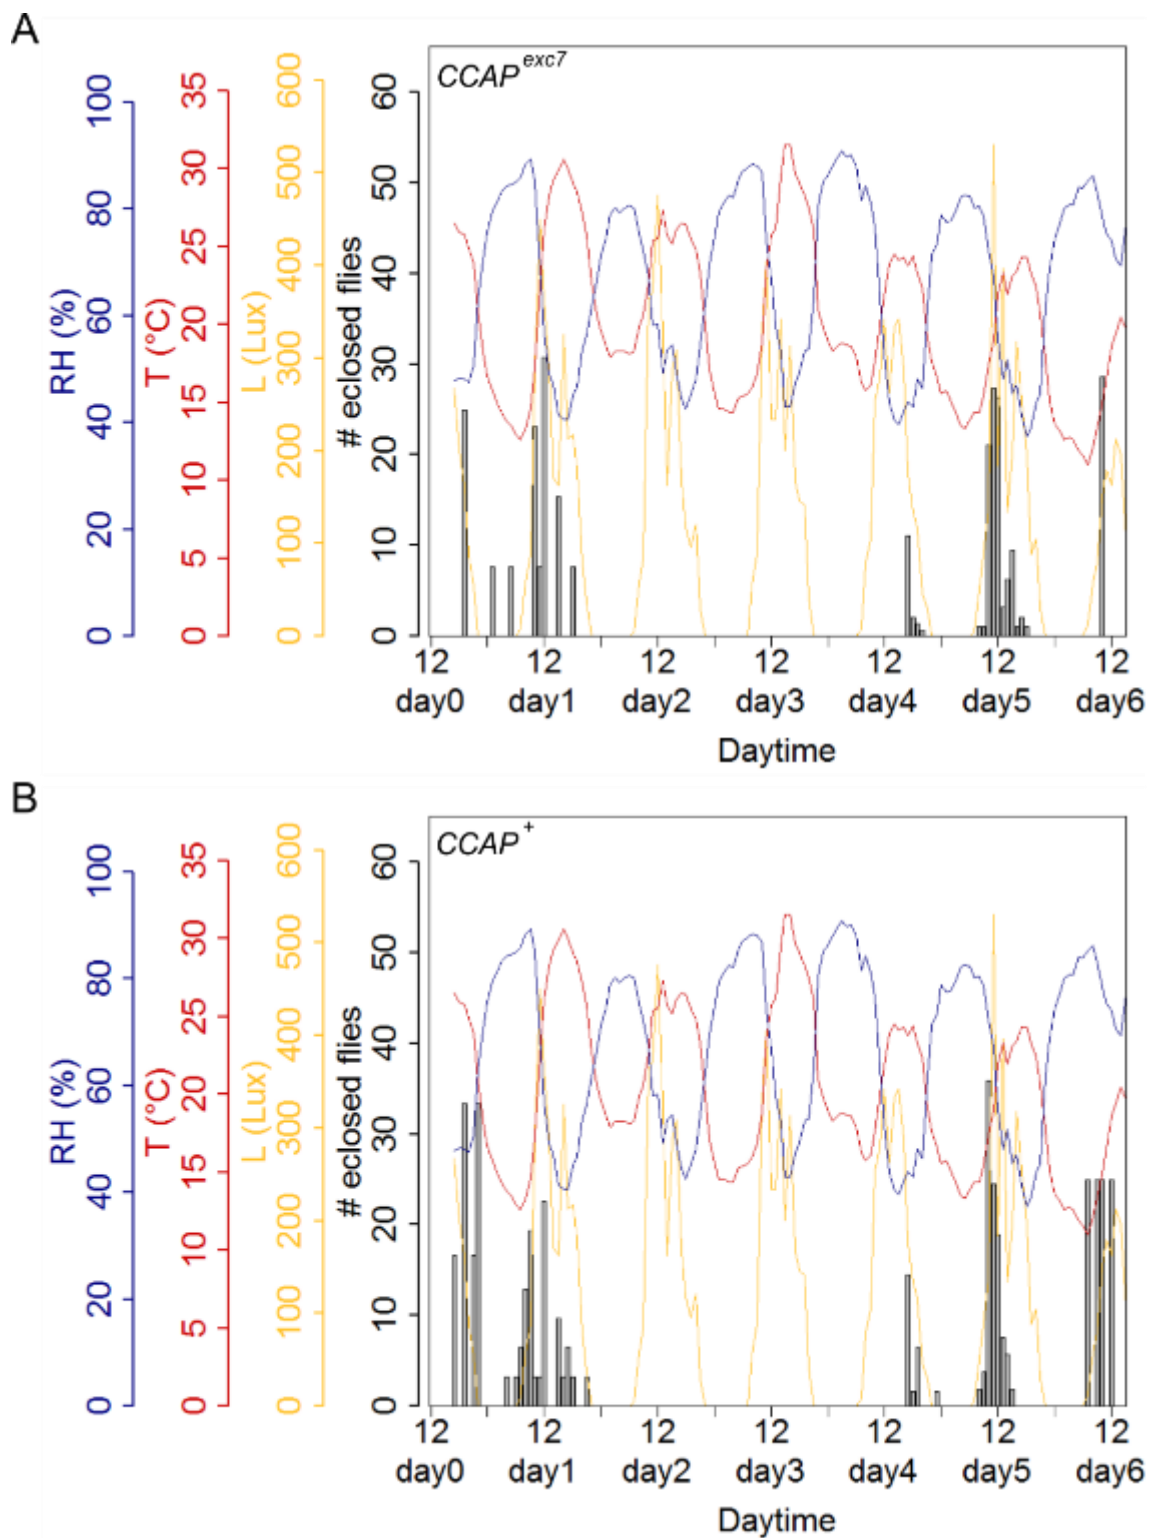 A
CCAP exc7
RH (%)
0 20 40 60 80 100
T (°C)
0 5 10 15 20 25 30 35
L (Lux)
0 100 200 300 400 500 600
# eclosed flies
0 10 20 30 40 50 60
12 12 12 12 12 12 12
day0 day1 day2 day3 day4 day5 day6
Daytime
B
CCAP +
RH (%)
0 20 40 60 80 100
T (°C)
0 5 10 15 20 25 30 35
L (Lux)
0 100 200 300 400 500 600
# eclosed flies
0 10 20 30 40 50 60
12 12 12 12 12 12 12
day0 day1 day2 day3 day4 day5 day6
Daytime